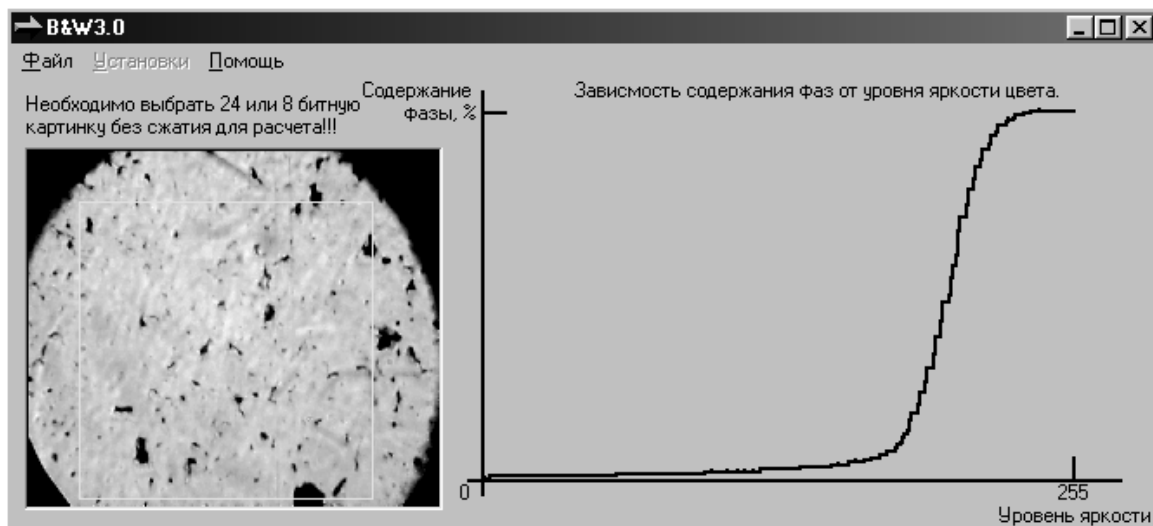 B&W3.0
Файл Установки Помощь
Необходимо выбрать 24 или 8 битную
картинку без сжатия для расчета!!!
Содержание
фазы, %
Зависмость содержания фаз от уровня яркости цвета.
0
255
Уровень яркости